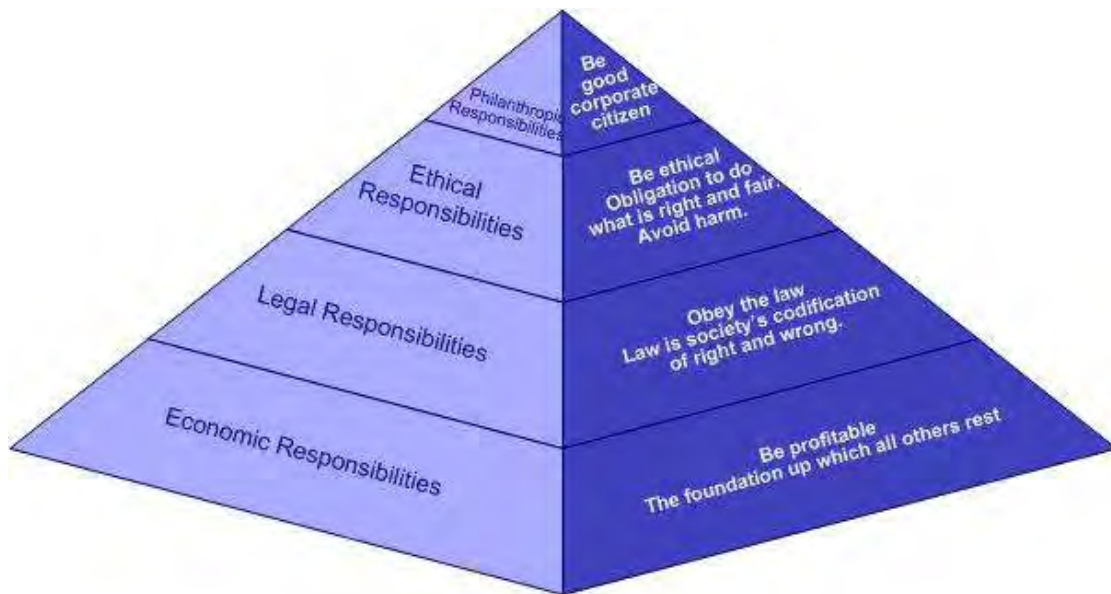 Philanthropic
Responsibilities
Be
good
corporate
citizen
Ethical
Responsibilities
Be ethical
Obligation to do
what is right and fair.
Avoid harm.
Legal Responsibilities
Obey the law
Law is society's codification
of right and wrong.
Economic Responsibilities
Be profitable
The foundation up which all others rest